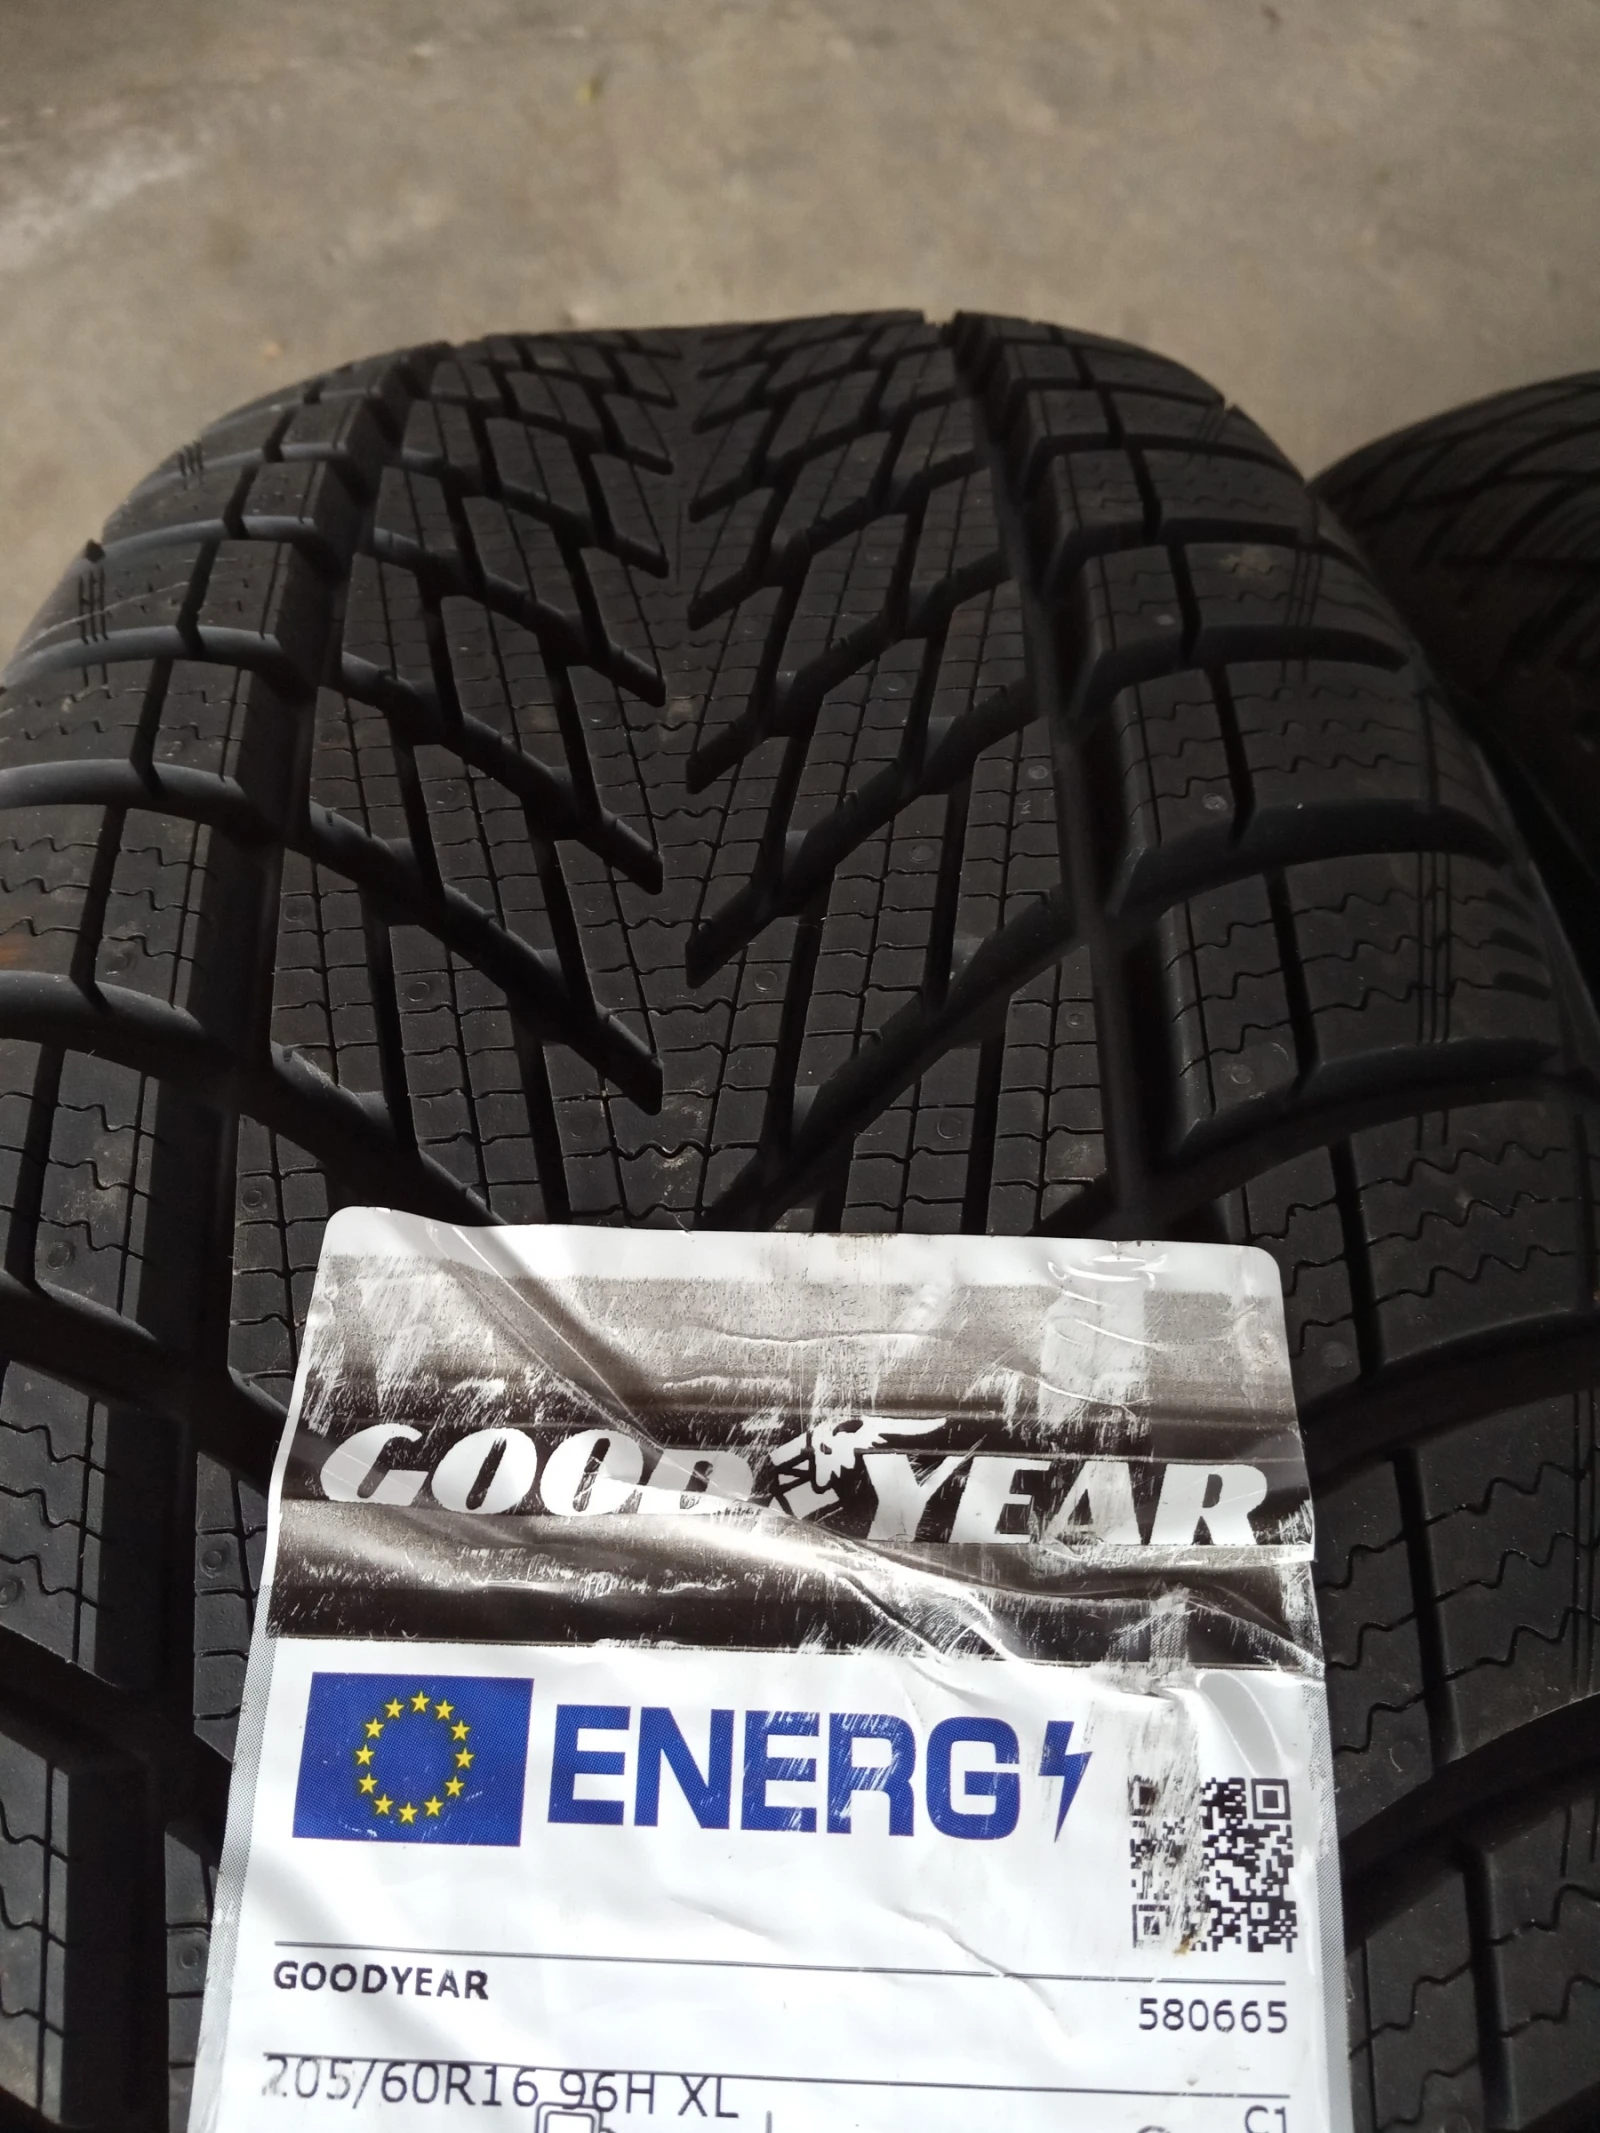 GOODYEAR
ENERG
GOODYEAR
580665
205/60R16 96H XL
C1